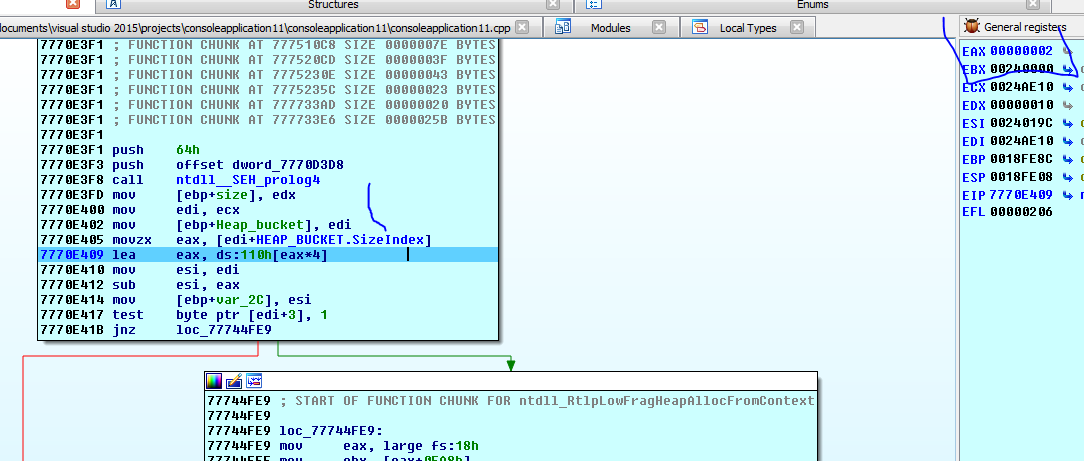 Structures
Enums
documents\visual studio 2015\projects\consoleapplication11\consoleapplication11\consoleapplication11.cpp
Modules
Local Types
General registers
7770E3F1 ; FUNCTION CHUNK AT 777510C8 SIZE 0000007E BYTES
7770E3F1 ; FUNCTION CHUNK AT 777520CD SIZE 0000003F BYTES
7770E3F1 ; FUNCTION CHUNK AT 7775230E SIZE 00000043 BYTES
7770E3F1 ; FUNCTION CHUNK AT 7775235C SIZE 00000023 BYTES
7770E3F1 ; FUNCTION CHUNK AT 777733AD SIZE 00000020 BYTES
7770E3F1 ; FUNCTION CHUNK AT 777733E6 SIZE 0000025B BYTES
7770E3F1
7770E3F1 push 64h
7770E3F3 push offset dword_7770D3D8
7770E3F8 call ntdll__SEH_prolog4
7770E3FD mov [ebp+size], edx
7770E400 mov edi, ecx
7770E402 mov [ebp+Heap_bucket], edi
7770E405 movzx eax, [edi+HEAP_BUCKET.SizeIndex]
7770E409 lea eax, ds:110h[eax*4]
7770E410 mov esi, edi
7770E412 sub esi, eax
7770E414 mov [ebp+var_2C], esi
7770E417 test byte ptr [edi+3], 1
7770E41B jnz loc_77744FE9
77744FE9 ; START OF FUNCTION CHUNK FOR ntdll_RtlpLowFragHeapAllocFromContext
77744FE9
77744FE9 loc_77744FE9:
77744FE9 mov eax, large fs:18h
EAX 00000002
EBX 00240000
ECX 0024AE10
EDX 00000010
ESI 0024019C
EDI 0024AE10
EBP 0018FE8C
ESP 0018FE08
EIP 7770E409
EFL 00000206